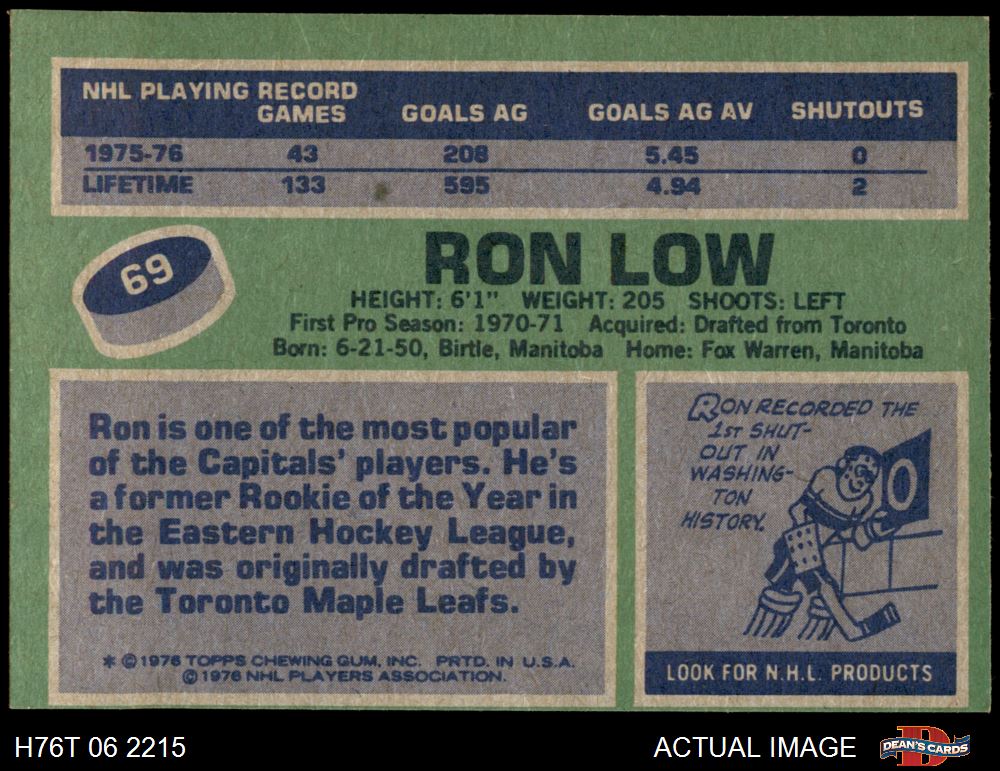 NHL PLAYING RECORD
GAMES GOALS AG GOALS AG AV SHUTOUTS
1975-76 43 208 5.45 0
LIFETIME 133 595 4.94 2
69
RON LOW
HEIGHT: 6'1" WEIGHT: 205 SHOOTS: LEFT
First Pro Season: 1970-71 Acquired: Drafted from Toronto
Born: 6-21-50, Birtle, Manitoba Home: Fox Warren, Manitoba
Ron is one of the most popular
of the Capitals' players. He's
a former Rookie of the Year in
the Eastern Hockey League,
and was originally drafted by
the Toronto Maple Leafs.
* © 1976 TOPPS CHEWING GUM, INC. PRTD. IN U.S.A.
© 1976 NHL PLAYERS ASSOCIATION.
RON RECORDED THE
1ST SHUT-
OUT IN
WASHING-
TON
HISTORY.
0
LOOK FOR N.H.L. PRODUCTS
H76T 06 2215 ACTUAL IMAGE
D
DEAN'S CARDS